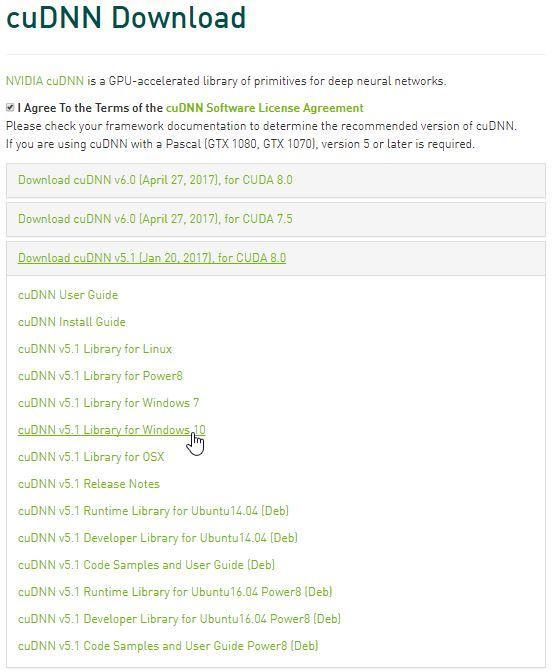 cuDNN Download
NVIDIA cuDNN is a GPU-accelerated library of primitives for deep neural networks.
I Agree To the Terms of the cuDNN Software License Agreement
Please check your framework documentation to determine the recommended version of cuDNN.
If you are using cuDNN with a Pascal (GTX 1080, GTX 1070), version 5 or later is required.
Download cuDNN v6.0 (April 27, 2017), for CUDA 8.0
Download cuDNN v6.0 (April 27, 2017), for CUDA 7.5
Download cuDNN v5.1 (Jan 20, 2017), for CUDA 8.0
cuDNN User Guide
cuDNN Install Guide
cuDNN v5.1 Library for Linux
cuDNN v5.1 Library for Power8
cuDNN v5.1 Library for Windows 7
cuDNN v5.1 Library for Windows 10
cuDNN v5.1 Library for OSX
cuDNN v5.1 Release Notes
cuDNN v5.1 Runtime Library for Ubuntu14.04 (Deb)
cuDNN v5.1 Developer Library for Ubuntu14.04 (Deb)
cuDNN v5.1 Code Samples and User Guide (Deb)
cuDNN v5.1 Runtime Library for Ubuntu16.04 Power8 (Deb)
cuDNN v5.1 Developer Library for Ubuntu16.04 Power8 (Deb)
cuDNN v5.1 Code Samples and User Guide Power8 (Deb)